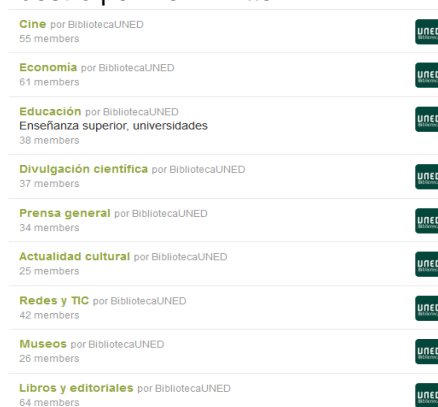 Cine por BibliotecaUNED
55 members
Economía por BibliotecaUNED
61 members
Educación por BibliotecaUNED
Enseñanza superior, universidades
38 members
Divulgación científica por BibliotecaUNED
37 members
Prensa general por BibliotecaUNED
34 members
Actualidad cultural por BibliotecaUNED
25 members
Redes y TIC por BibliotecaUNED
42 members
Museos por BibliotecaUNED
26 members
Libros y editoriales por BibliotecaUNED
64 members